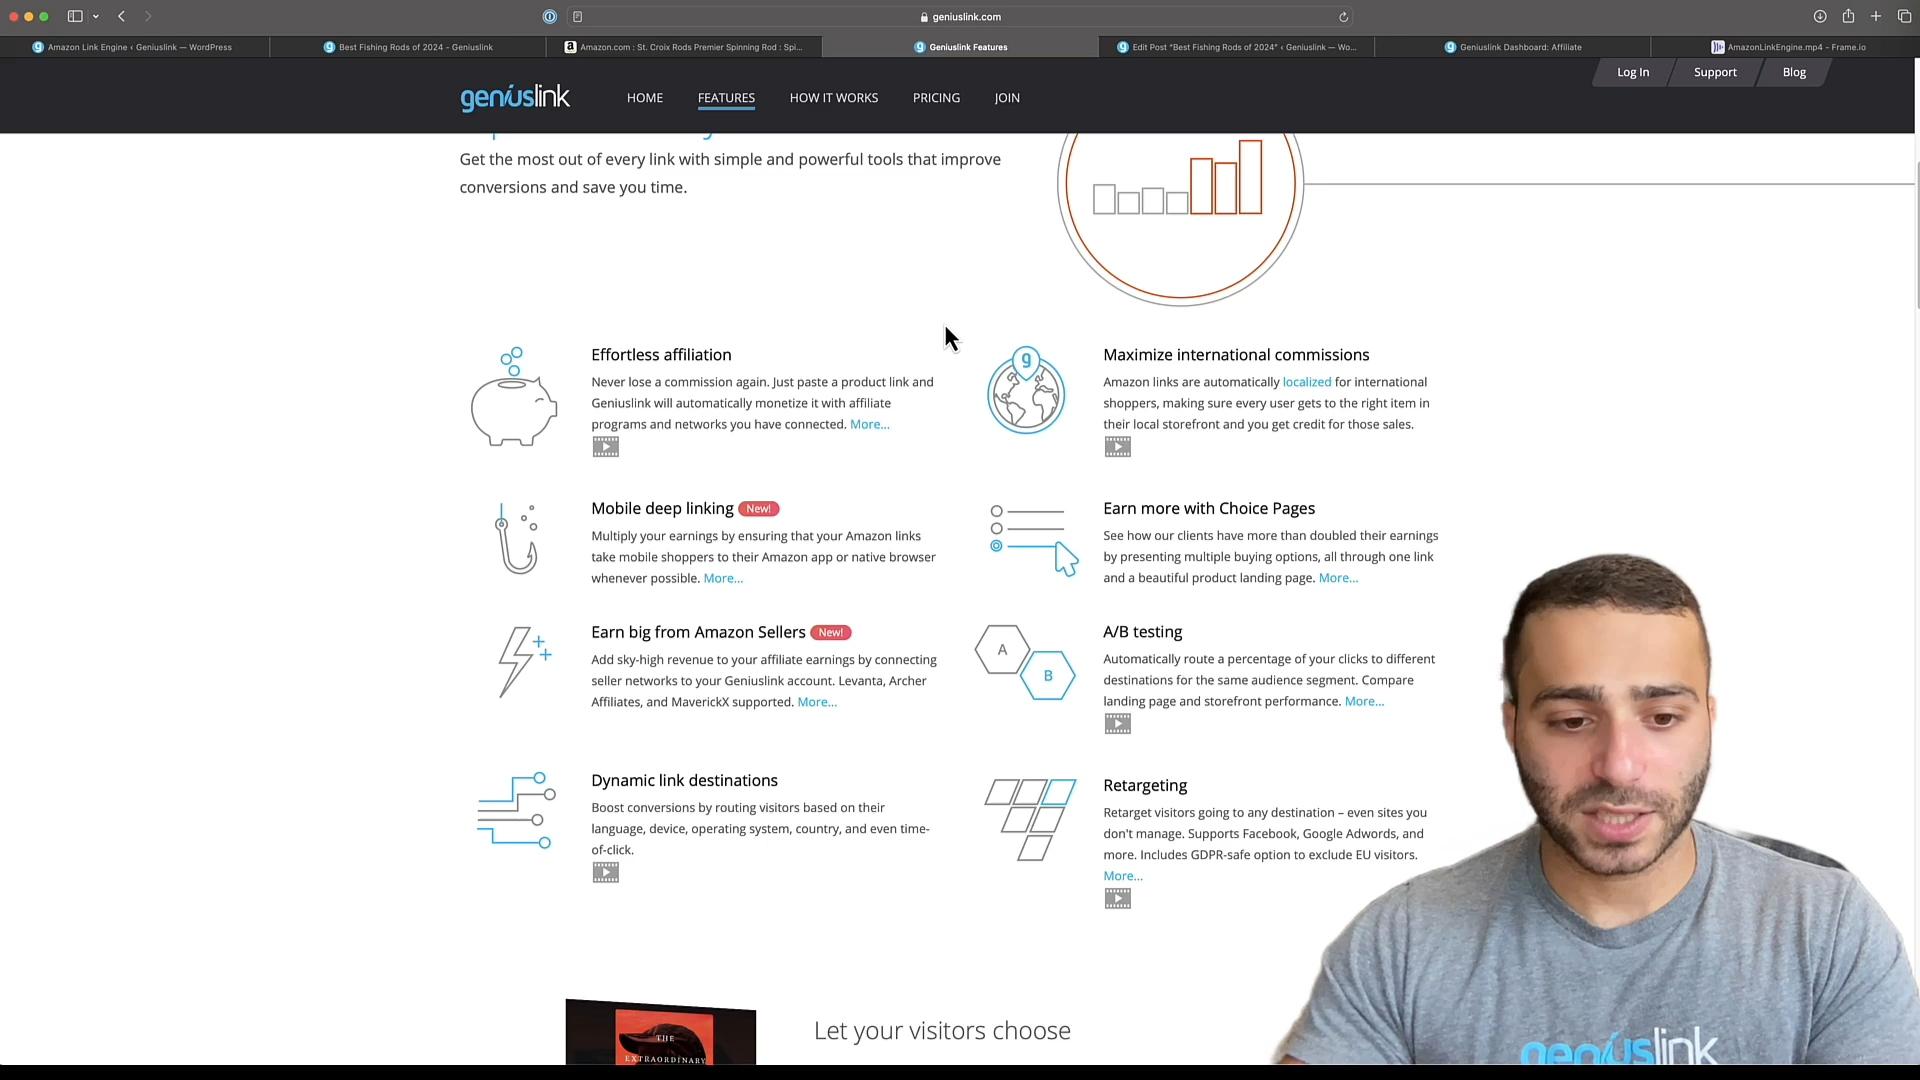 geniuslink.com
Amazon Link Engine ‹ Geniuslink — WordPress
Best Fishing Rods of 2024 - Geniuslink
Amazon.com : St. Croix Rods Premier Spinning Rod : Spi...
Geniuslink Features
Edit Post “Best Fishing Rods of 2024” ‹ Geniuslink — Wo...
Geniuslink Dashboard: Affiliate
AmazonLinkEngine.mp4 - Frame.io
Log In
Support
Blog
geniuslink
HOME
FEATURES
HOW IT WORKS
PRICING
JOIN
Get the most out of every link with simple and powerful tools that improve
conversions and save you time.
Effortless affiliation
Never lose a commission again. Just paste a product link and
Geniuslink will automatically monetize it with affiliate
programs and networks you have connected. More...
g
Maximize international commissions
Amazon links are automatically localized for international
shoppers, making sure every user gets to the right item in
their local storefront and you get credit for those sales.
Mobile deep linking New!
Multiply your earnings by ensuring that your Amazon links
take mobile shoppers to their Amazon app or native browser
whenever possible. More...
Earn more with Choice Pages
See how our clients have more than doubled their earnings
by presenting multiple buying options, all through one link
and a beautiful product landing page. More...
Earn big from Amazon Sellers New!
Add sky-high revenue to your affiliate earnings by connecting
seller networks to your Geniuslink account. Levanta, Archer
Affiliates, and MaverickX supported. More...
A
B
A/B testing
Automatically route a percentage of your clicks to different
destinations for the same audience segment. Compare
landing page and storefront performance. More...
Dynamic link destinations
Boost conversions by routing visitors based on their
language, device, operating system, country, and even time-
of-click.
Retargeting
Retarget visitors going to any destination – even sites you
don't manage. Supports Facebook, Google Adwords, and
more. Includes GDPR-safe option to exclude EU visitors.
More...
THE
EXTRAORDINARY
Let your visitors choose
geniuslink